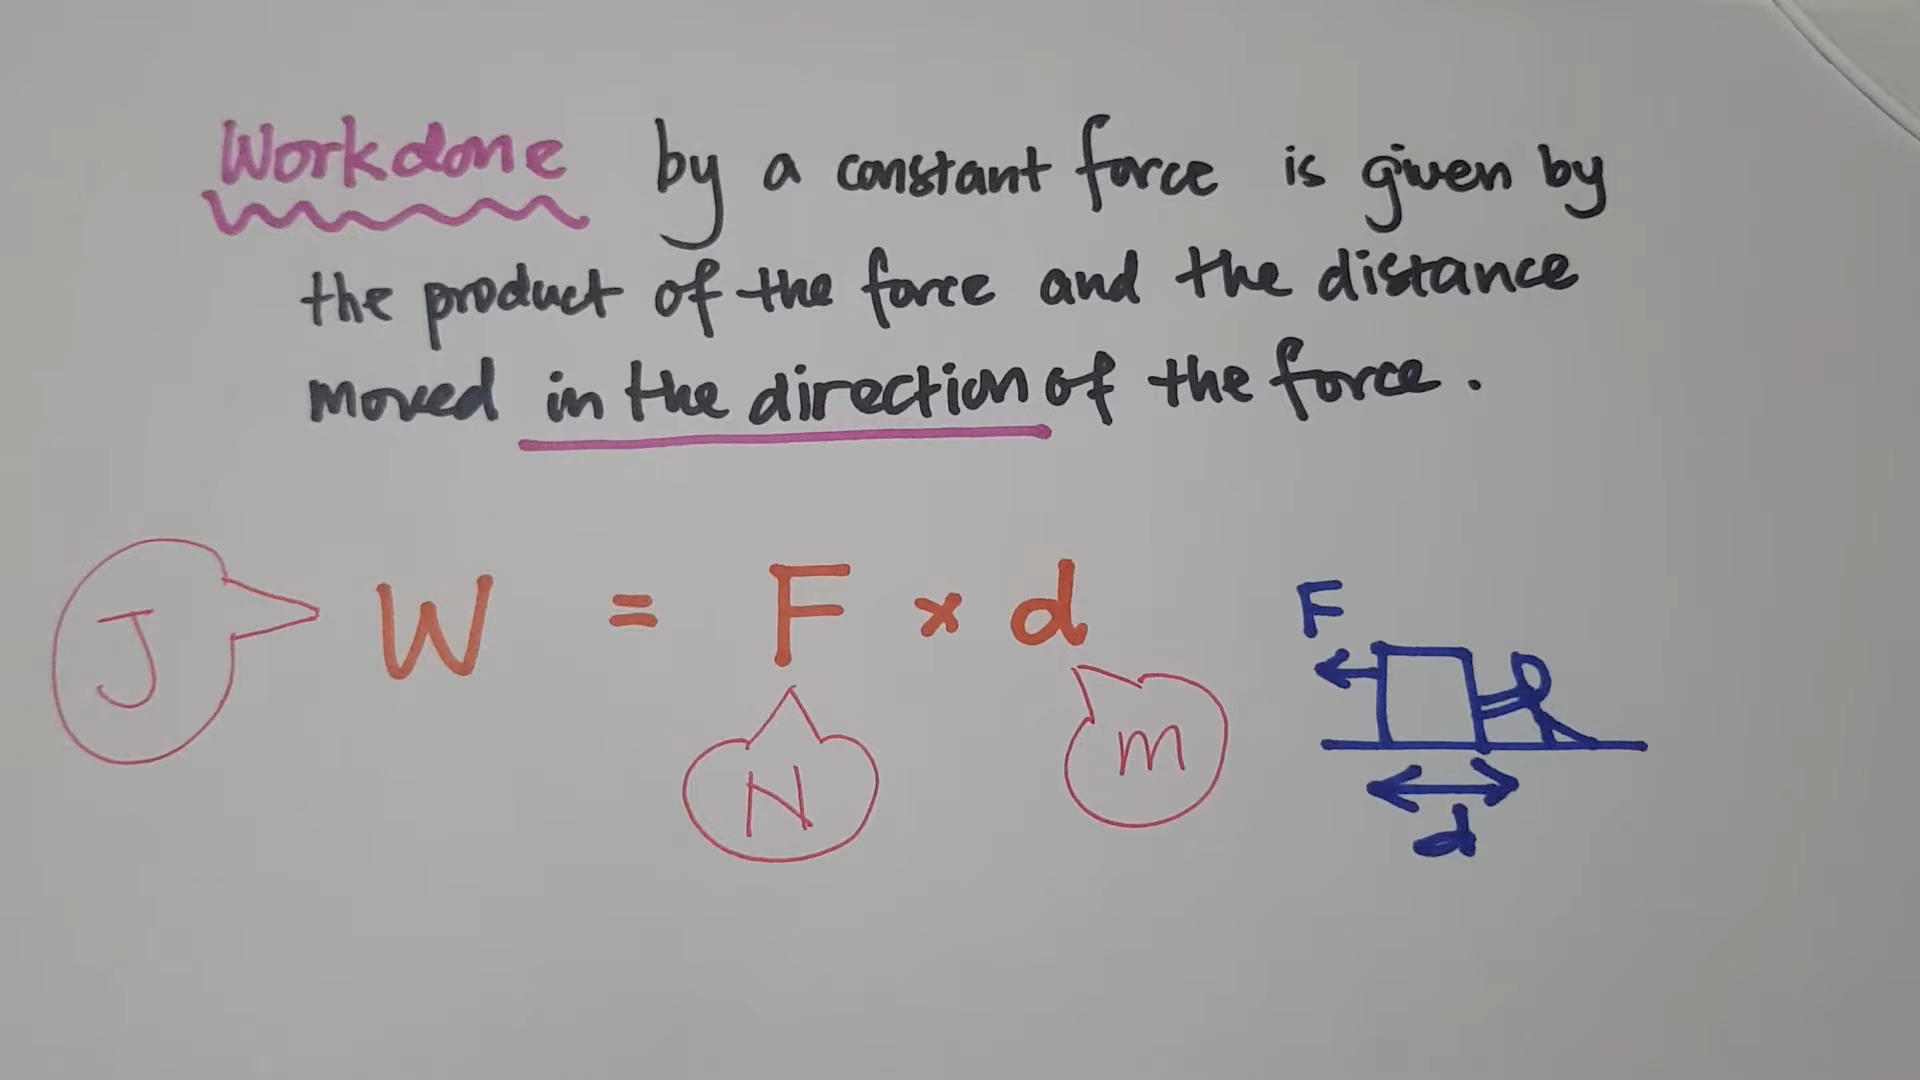 Workdone by a constant force is given by
the product of the force and the distance
moved in the direction of the force.
J W = F × d
N
m
F
d